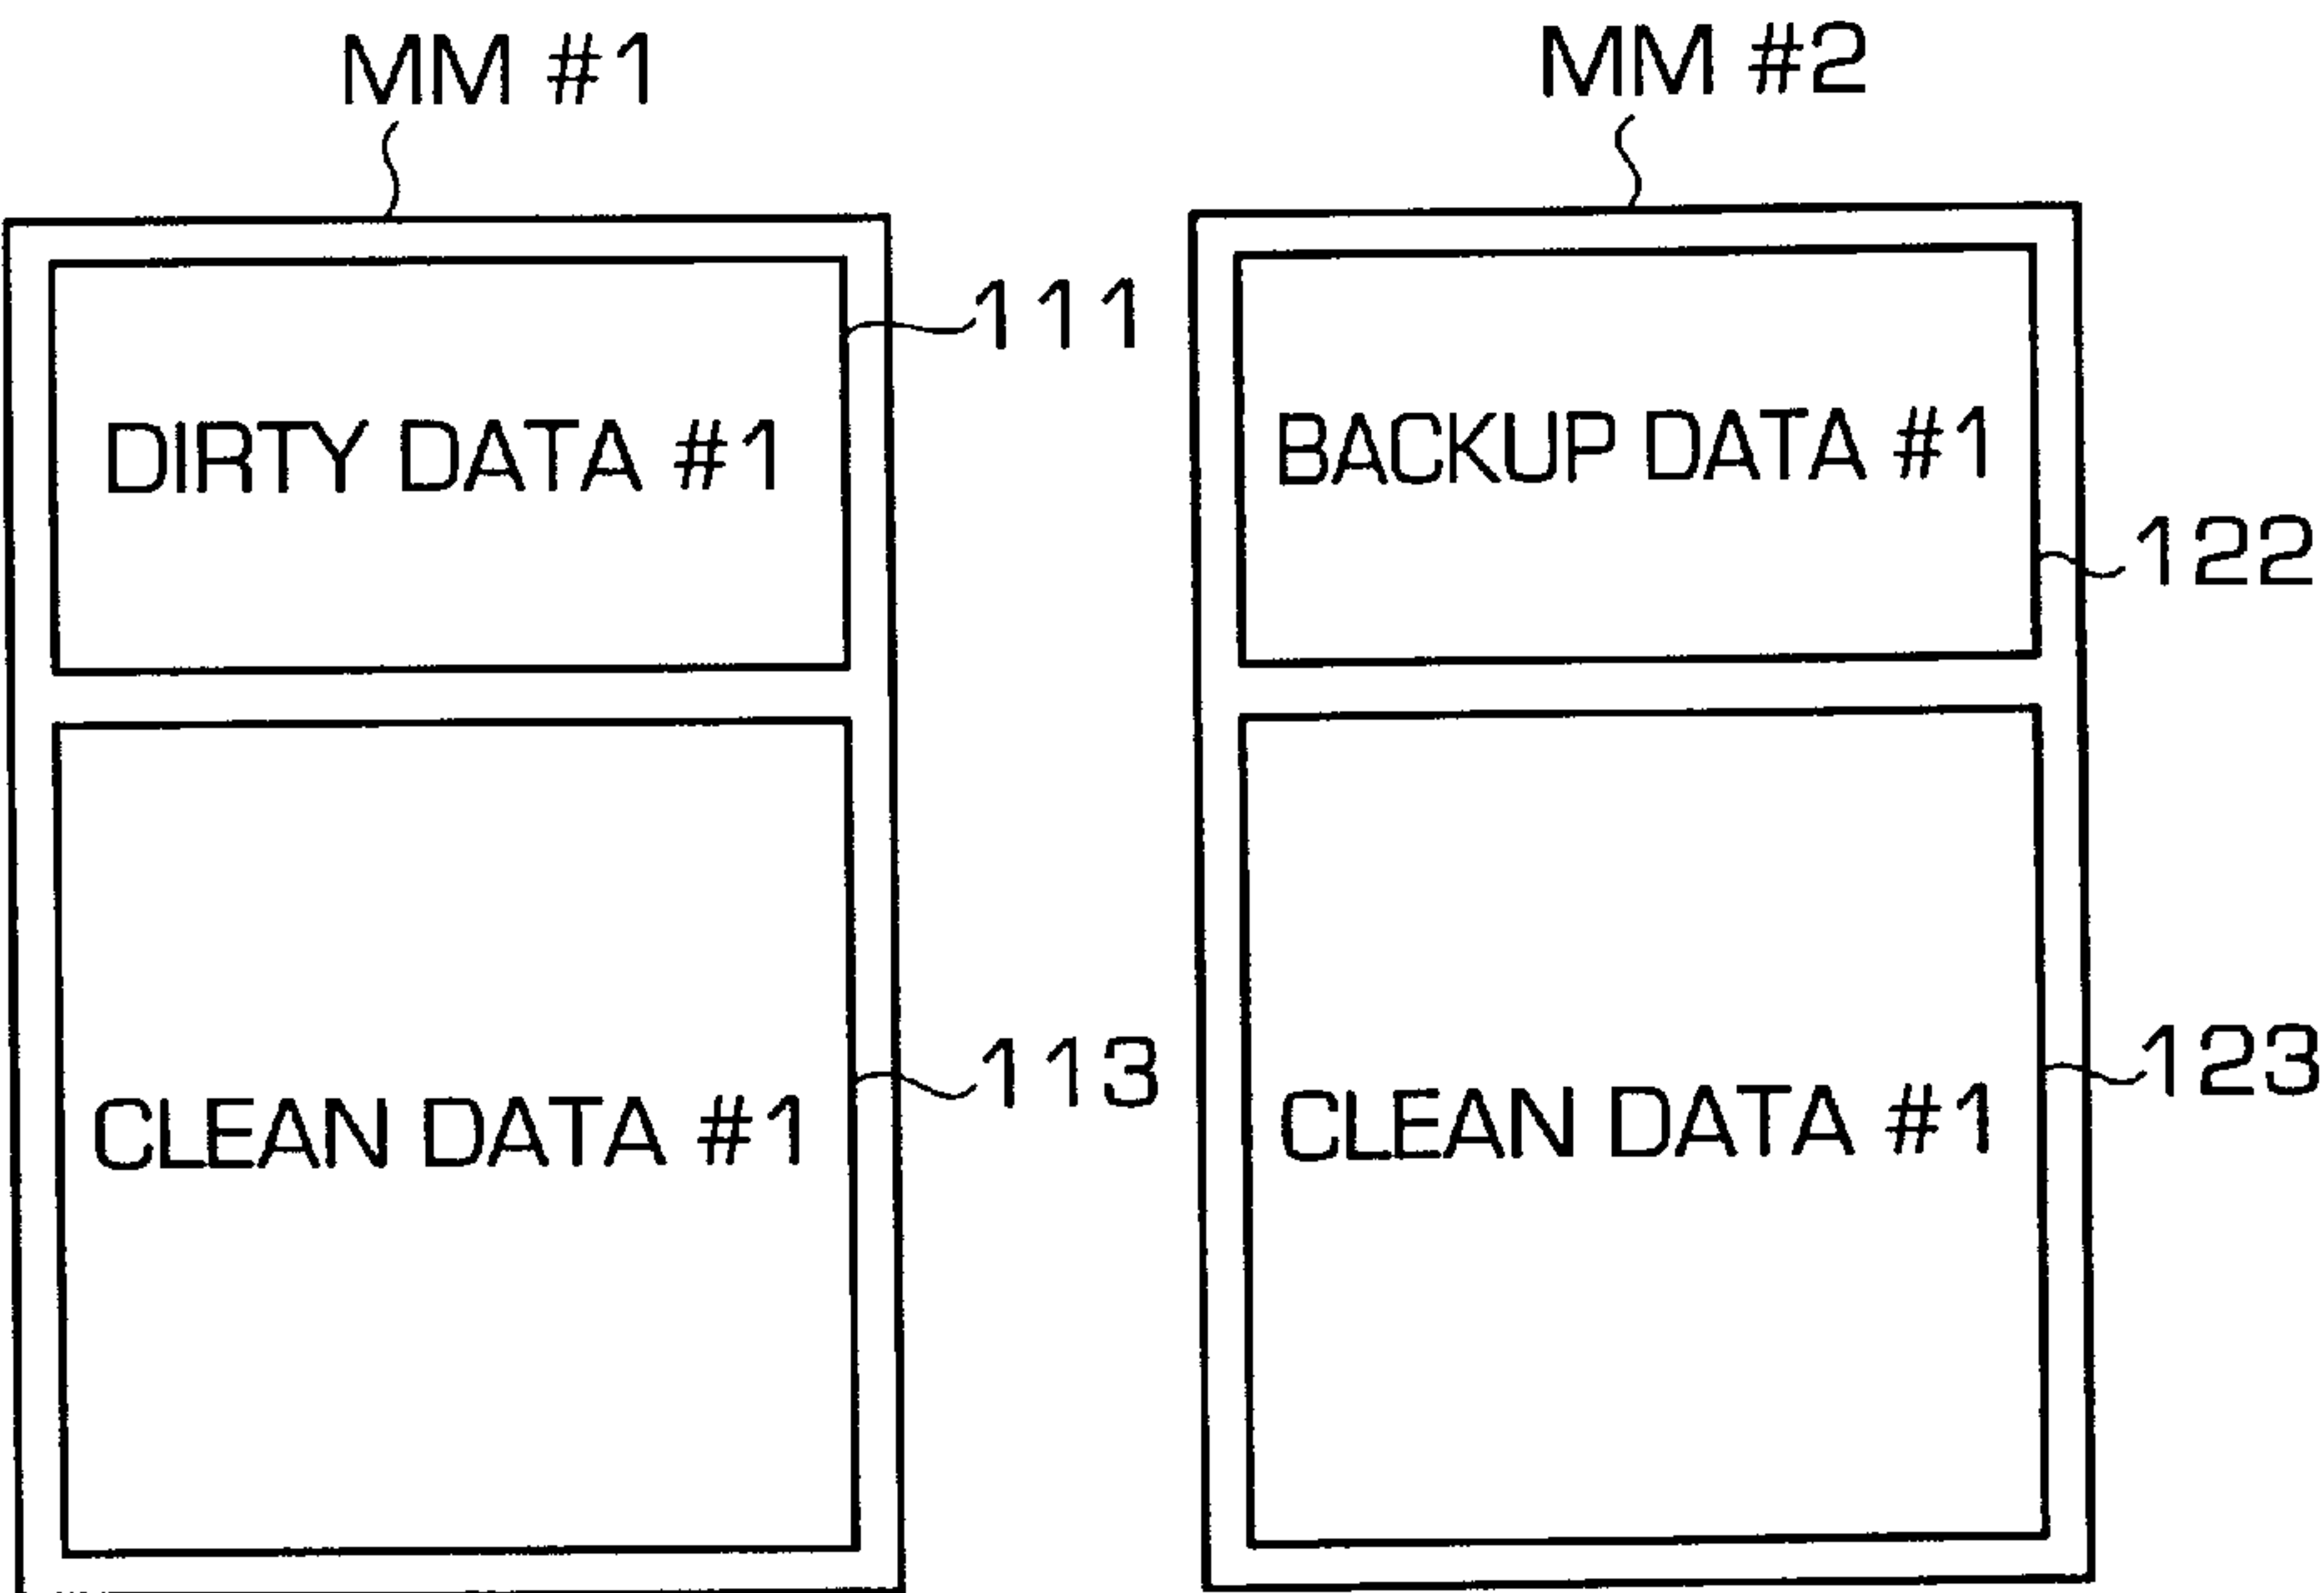 MM #1
MM #2
111
DIRTY DATA #1
BACKUP DATA #1
122
113
CLEAN DATA #1
123
CLEAN DATA #1